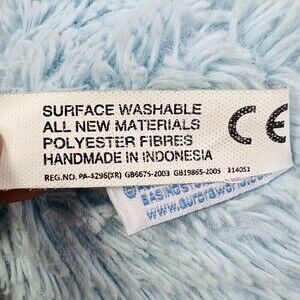 SURFACE WASHABLE
ALL NEW MATERIALS
POLYESTER FIBRES
HANDMADE IN INDONESIA
CE
REG.NO. PA-4296(KR) GB6675-2003 GB19865-2005 114051
www.auroraworld.